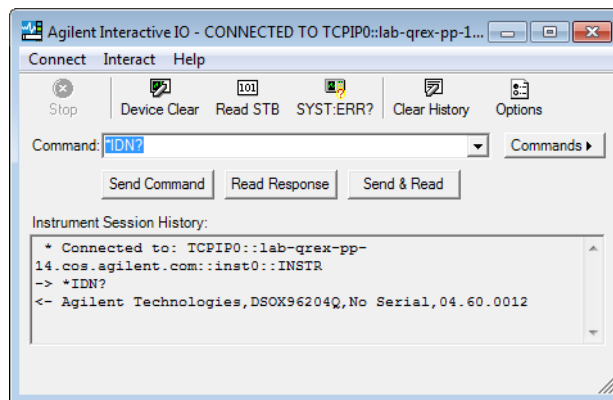 Agilent Interactive IO - CONNECTED TO TCPIP0::lab-qrex-pp-1...
Connect Interact Help
Stop Device Clear Read STB SYST:ERR? Clear History Options
Command: *IDN? Commands
Send Command Read Response Send & Read
Instrument Session History:
* Connected to: TCPIP0::lab-qrex-pp-
14.cos.agilent.com::inst0::INSTR
-> *IDN?
<- Agilent Technologies,DSOX96204Q,No Serial,04.60.0012